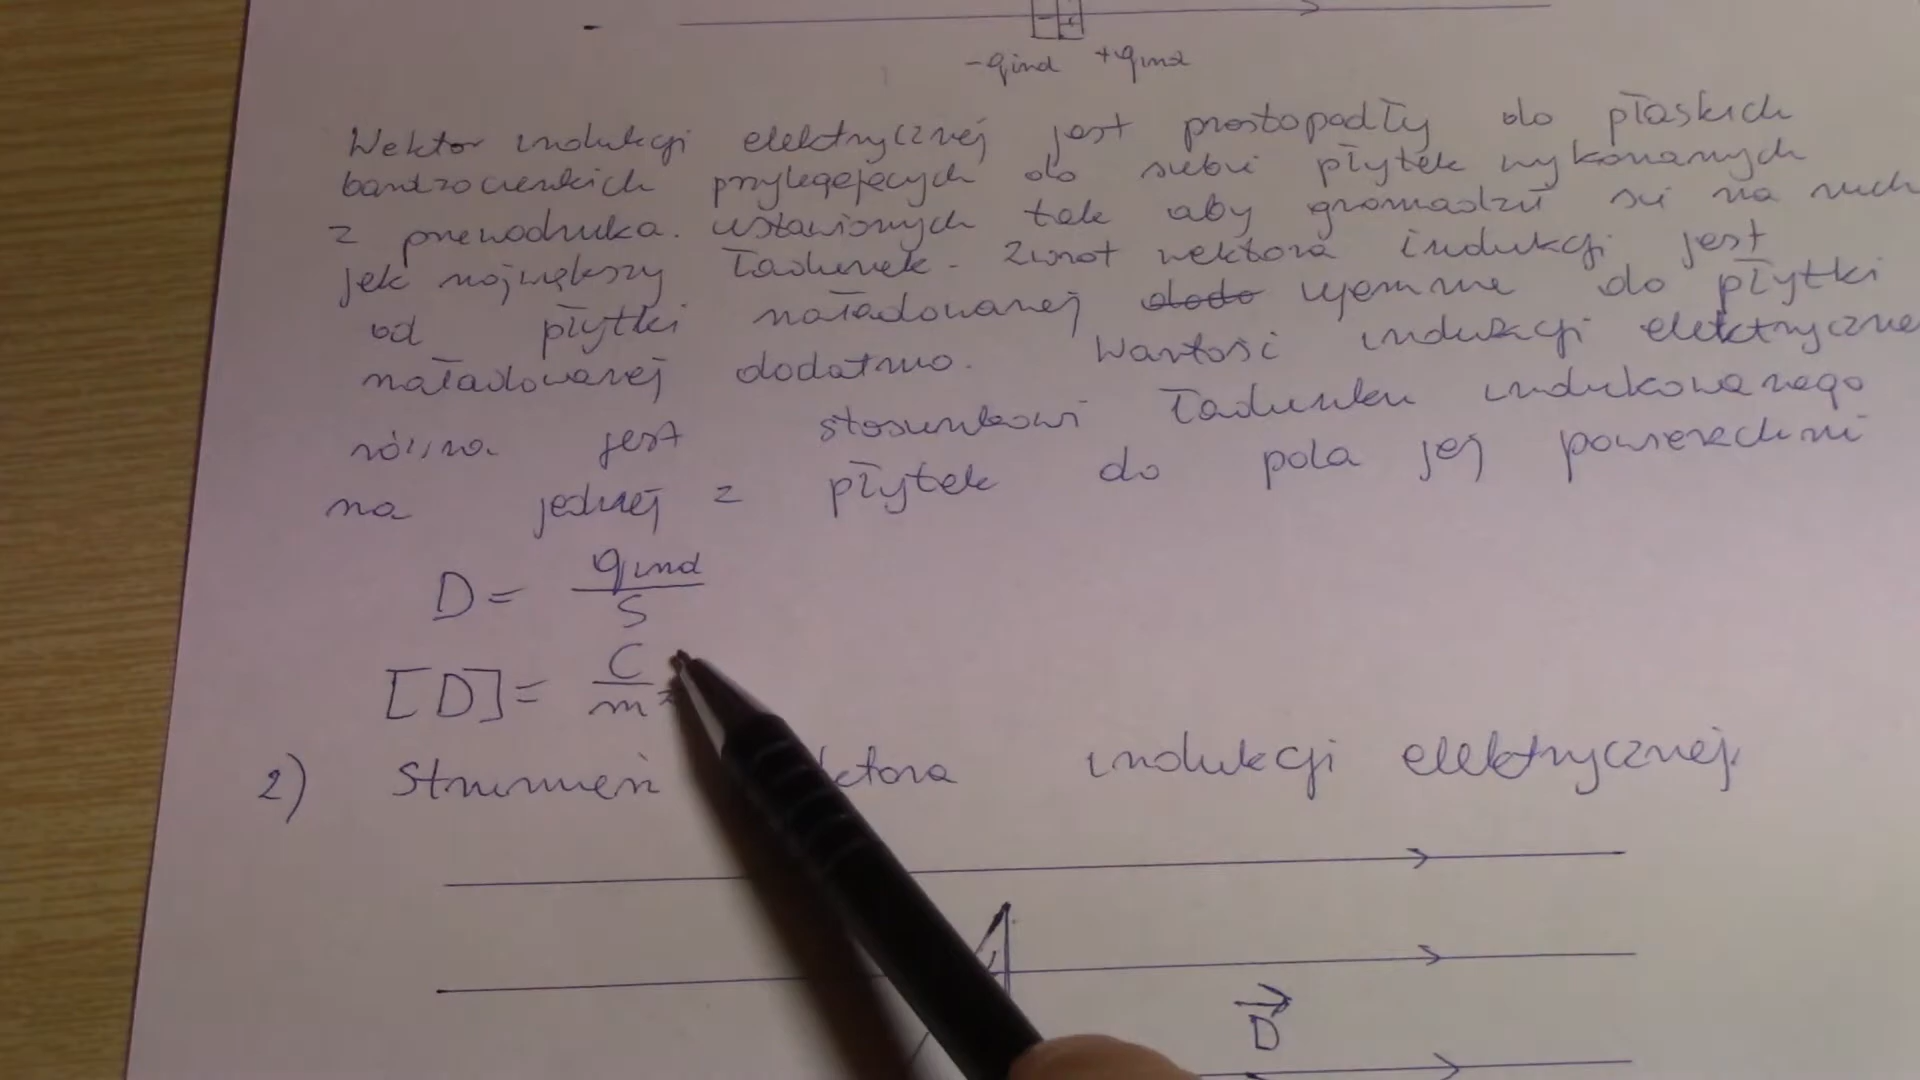 -qind +qind
Wektor indukcji elektrycznej jest prostopadły do płaskich
bardzo cienkich przylegających do siebie płytek wykonanych
z przewodnika. ustawionych tak aby gromadził się na nich
jak największy ładunek. Zwrot wektora indukcji jest
od płytki naładowanej ujemnie do płytki
naładowanej dodatnio. Wartość indukcji elektrycznej
równa jest stosunkowi ładunku indukowanego
na jednej z płytek do pola jej powierzchni
D = qind / S
[D] = C / m²
2) Strumień indukcji elektrycznej.
D